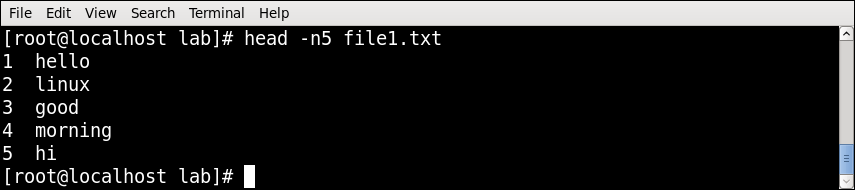 File Edit View Search Terminal Help
[root@localhost lab]# head -n5 file1.txt
1  hello
2  linux
3  good
4  morning
5  hi
[root@localhost lab]#